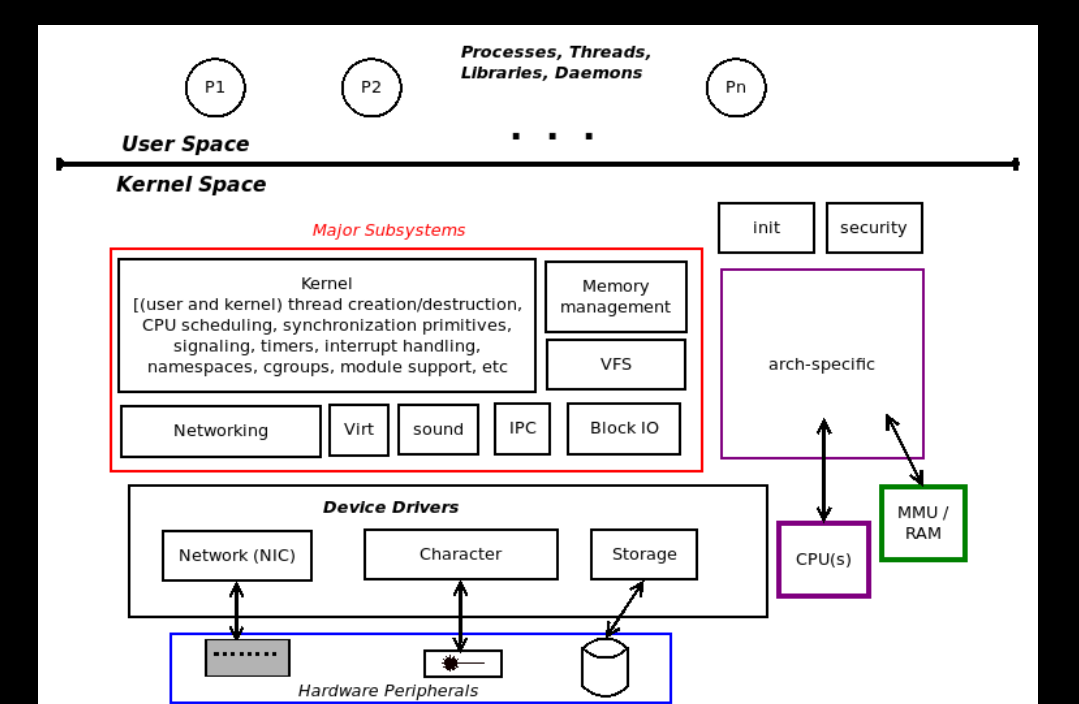 Processes, Threads,
Libraries, Daemons
P1
P2
Pn
. . .
User Space
Kernel Space
init
security
Major Subsystems
Kernel
[(user and kernel) thread creation/destruction,
CPU scheduling, synchronization primitives,
signaling, timers, interrupt handling,
namespaces, cgroups, module support, etc
Memory
management
VFS
arch-specific
Networking
Virt
sound
IPC
Block IO
Device Drivers
MMU /
RAM
Network (NIC)
Character
Storage
CPU(s)
Hardware Peripherals